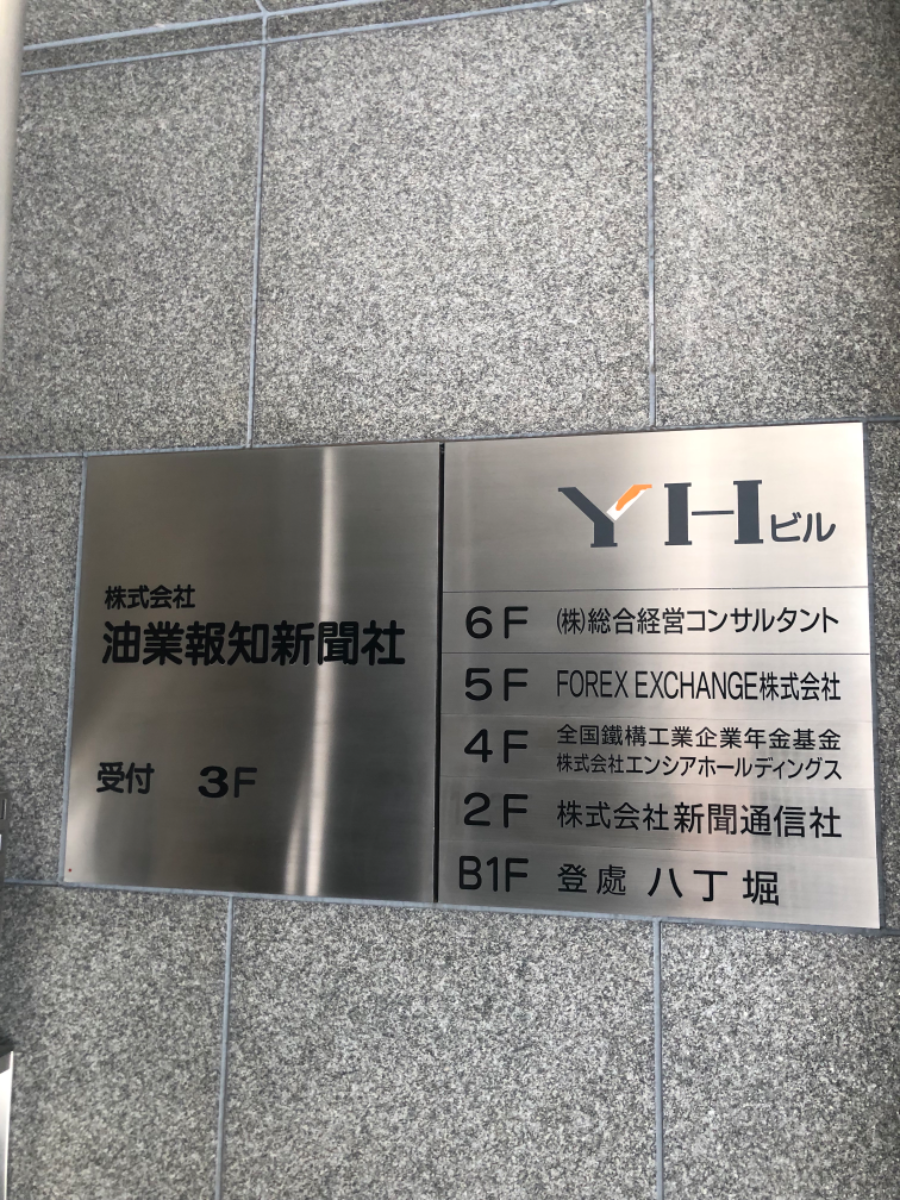 株式会社
油業報知新聞社
受付 3F
YHビル
6F (株)総合経営コンサルタント
5F FOREX EXCHANGE株式会社
4F 全国鐵構工業企業年金基金
株式会社エンシアホールディングス
2F 株式会社 新聞通信社
B1F 登處 八丁堀